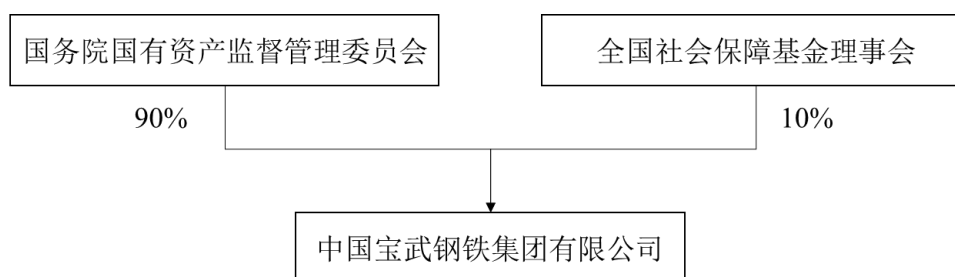 国务院国有资产监督管理委员会
全国社会保障基金理事会
90%
10%
中国宝武钢铁集团有限公司